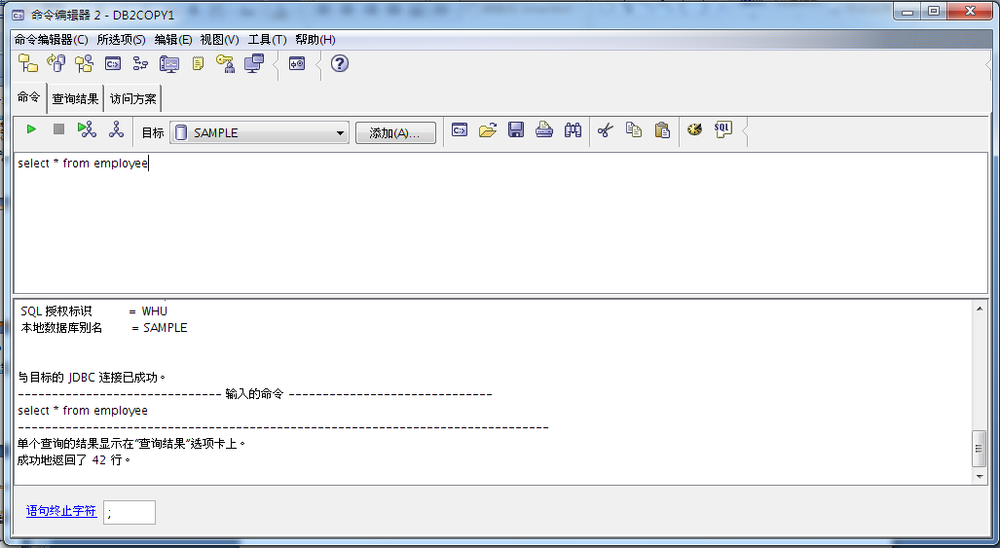 命令编辑器 2 - DB2COPY1
命令编辑器(C) 所选项(S) 编辑(E) 视图(V) 工具(T) 帮助(H)
命令 查询结果 访问方案
目标 SAMPLE 添加(A)... SQL
select * from employee
SQL 授权标识 = WHU
本地数据库别名 = SAMPLE
与目标的 JDBC 连接已成功。
------------------------------ 输入的命令 ------------------------------
select * from employee
------------------------------------------------------------------------------
单个查询的结果显示在"查询结果"选项卡上。
成功地返回了 42 行。
语句终止字符 ;